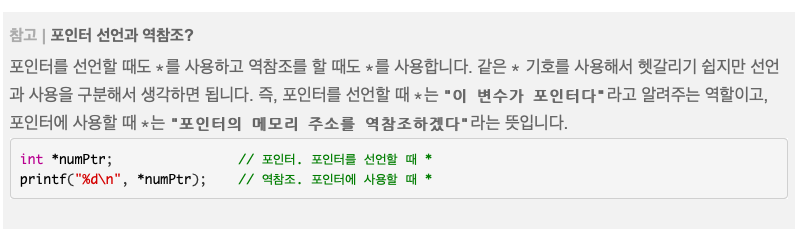 참고 | 포인터 선언과 역참조?
포인터를 선언할 때도 *를 사용하고 역참조를 할 때도 *를 사용합니다. 같은 * 기호를 사용해서 헷갈리기 쉽지만 선언
과 사용을 구분해서 생각하면 됩니다. 즉, 포인터를 선언할 때 *는 "이 변수가 포인터다"라고 알려주는 역할이고,
포인터에 사용할 때 *는 "포인터의 메모리 주소를 역참조하겠다"라는 뜻입니다.
int *numPtr; // 포인터. 포인터를 선언할 때 *
printf("%d\n", *numPtr); // 역참조. 포인터에 사용할 때 *